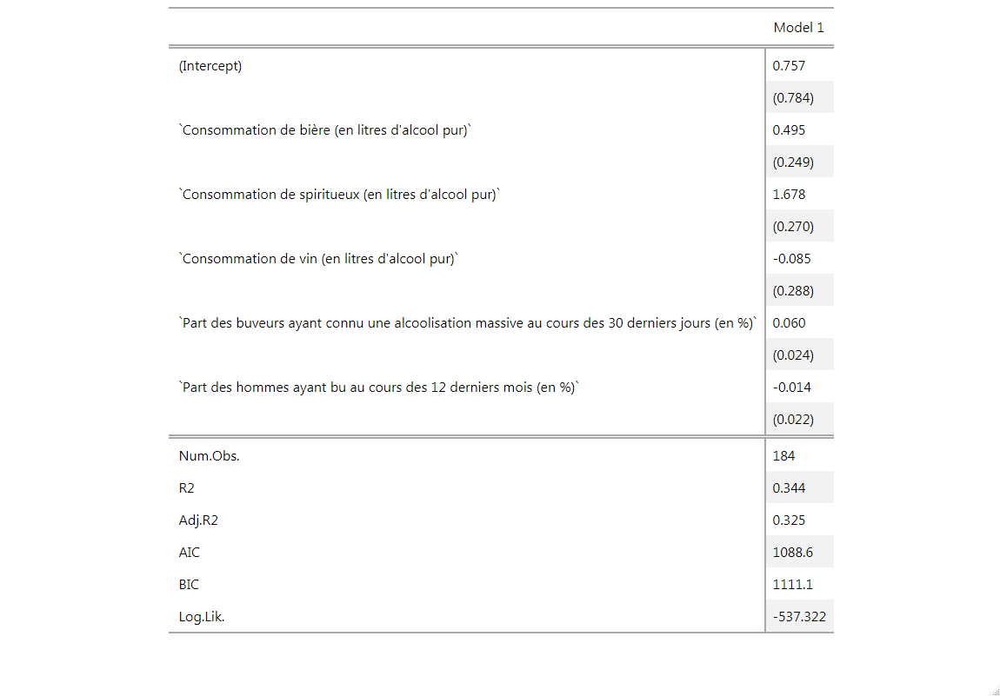 Model 1
(Intercept) 0.757
(0.784)
`Consommation de bière (en litres d'alcool pur)` 0.495
(0.249)
`Consommation de spiritueux (en litres d'alcool pur)` 1.678
(0.270)
`Consommation de vin (en litres d'alcool pur)` -0.085
(0.288)
`Part des buveurs ayant connu une alcoolisation massive au cours des 30 derniers jours (en %)` 0.060
(0.024)
`Part des hommes ayant bu au cours des 12 derniers mois (en %)` -0.014
(0.022)
Num.Obs. 184
R2 0.344
Adj.R2 0.325
AIC 1088.6
BIC 1111.1
Log.Lik. -537.322